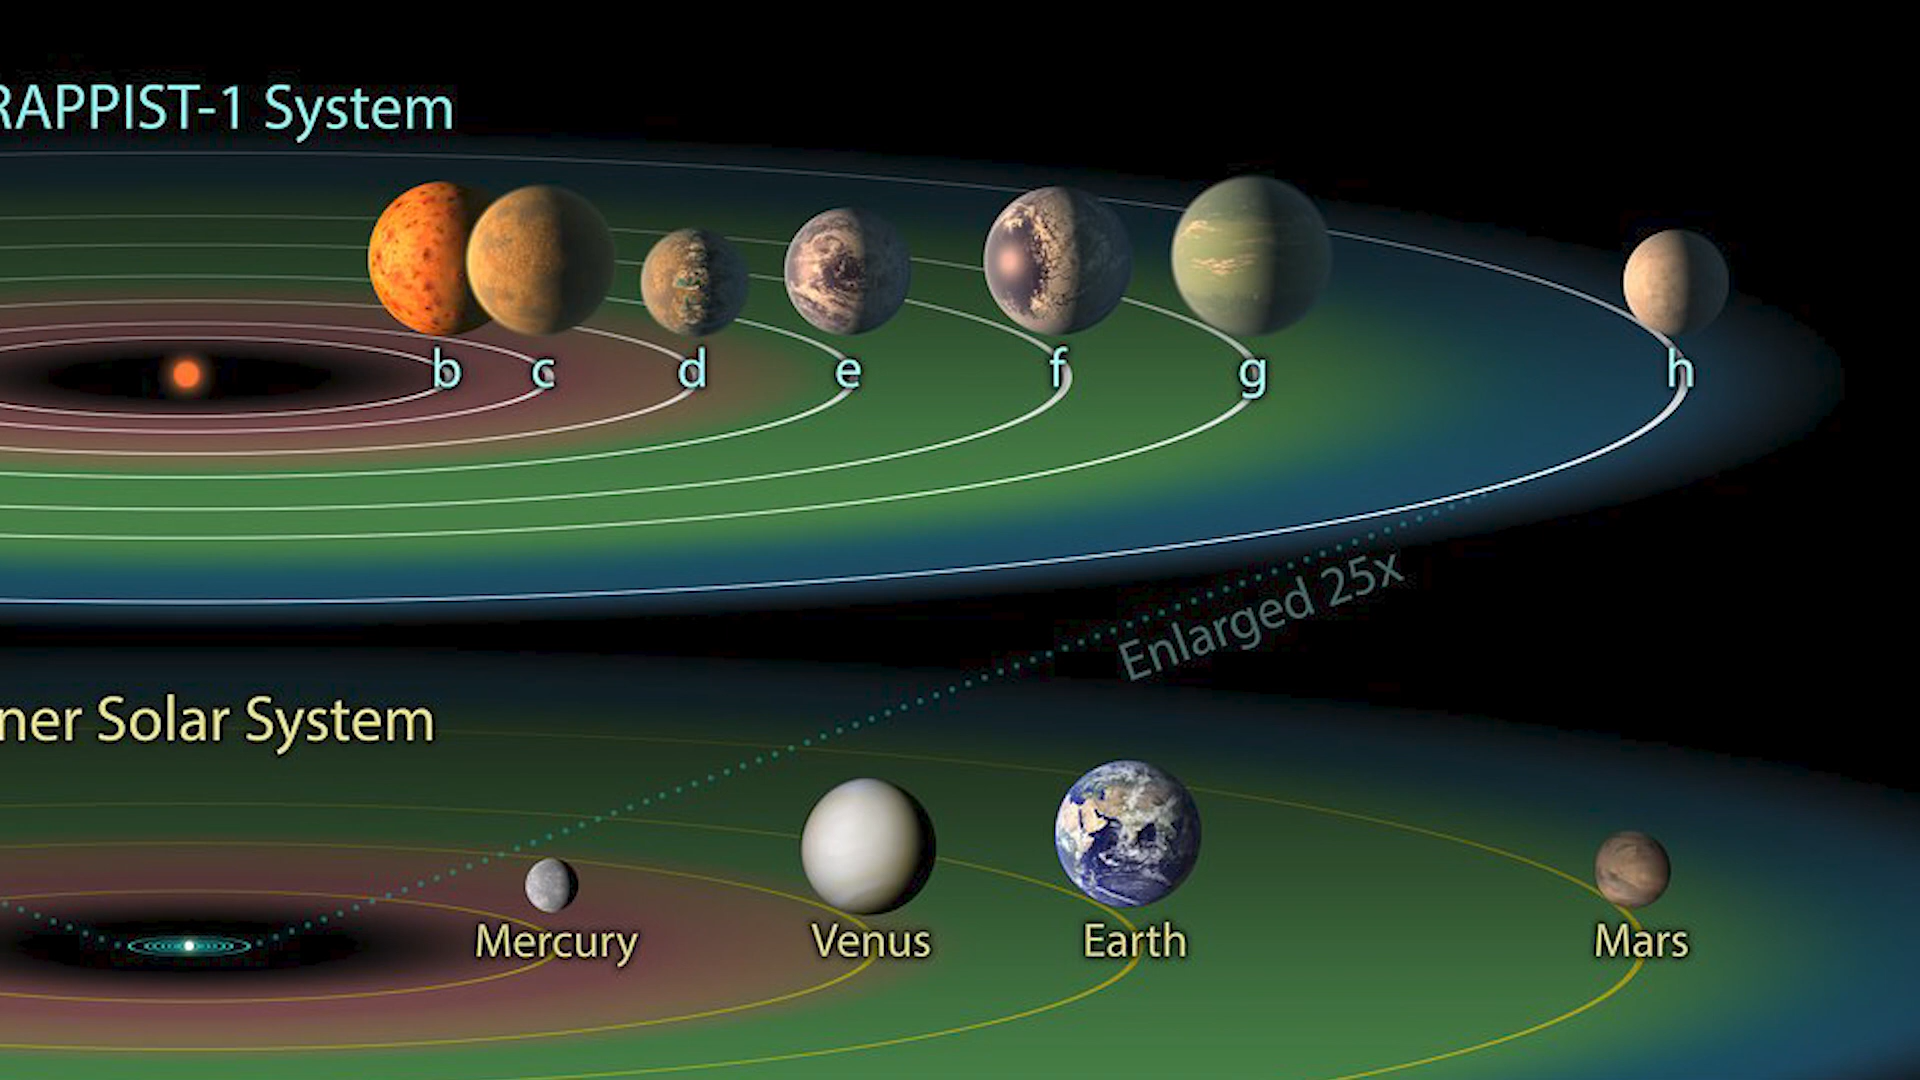 RAPPIST-1 System
b c d e f g h
Enlarged 25x
ner Solar System
Mercury Venus Earth Mars